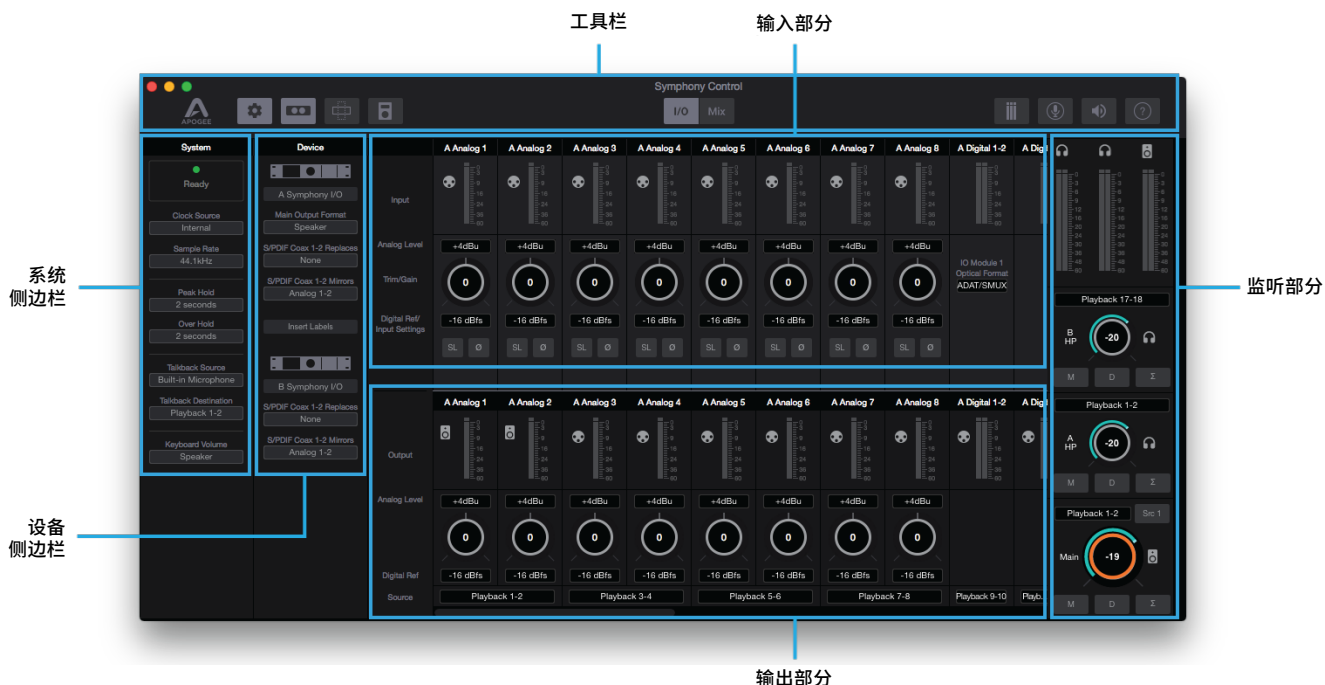 工具栏
输入部分
Symphony Control
APOGEE
I/O
Mix
?
System
Ready
Clock Source
Internal
Sample Rate
44.1kHz
Peak Hold
2 seconds
Over Hold
2 seconds
Talkback Source
Built-in Microphone
Talkback Destination
Playback 1-2
Keyboard Volume
Speaker
Device
A Symphony I/O
Main Output Format
Speaker
S/PDIF Coax 1-2 Replaces
None
S/PDIF Coax 1-2 Mirrors
Analog 1-2
Insert Labels
B Symphony I/O
S/PDIF Coax 1-2 Replaces
None
S/PDIF Coax 1-2 Mirrors
Analog 1-2
A Analog 1 A Analog 2 A Analog 3 A Analog 4 A Analog 5 A Analog 6 A Analog 7 A Analog 8 A Digital 1-2 A Digi
Input
Analog Level +4dBu +4dBu +4dBu +4dBu +4dBu +4dBu +4dBu +4dBu
Trim/Gain 0 0 0 0 0 0 0 0
IO Module 1
Optical Format
ADAT/SMUX
Digital Ref/
Input Settings
-16 dBfs -16 dBfs -16 dBfs -16 dBfs -16 dBfs -16 dBfs -16 dBfs -16 dBfs
SL Ø SL Ø SL Ø SL Ø SL Ø SL Ø SL Ø SL Ø
A Analog 1 A Analog 2 A Analog 3 A Analog 4 A Analog 5 A Analog 6 A Analog 7 A Analog 8 A Digital 1-2 A Digi
Output
Analog Level +4dBu +4dBu +4dBu +4dBu +4dBu +4dBu +4dBu +4dBu
0 0 0 0 0 0 0 0
Digital Ref -16 dBfs -16 dBfs -16 dBfs -16 dBfs -16 dBfs -16 dBfs -16 dBfs -16 dBfs
Source Playback 1-2 Playback 3-4 Playback 5-6 Playback 7-8 Playback 9-10 Playb.
Playback 17-18
B
HP
-20
M D Σ
Playback 1-2
A
HP
-20
M D Σ
Playback 1-2 Src 1
Main -19
M D Σ
系统
侧边栏
设备
侧边栏
监听部分
输出部分